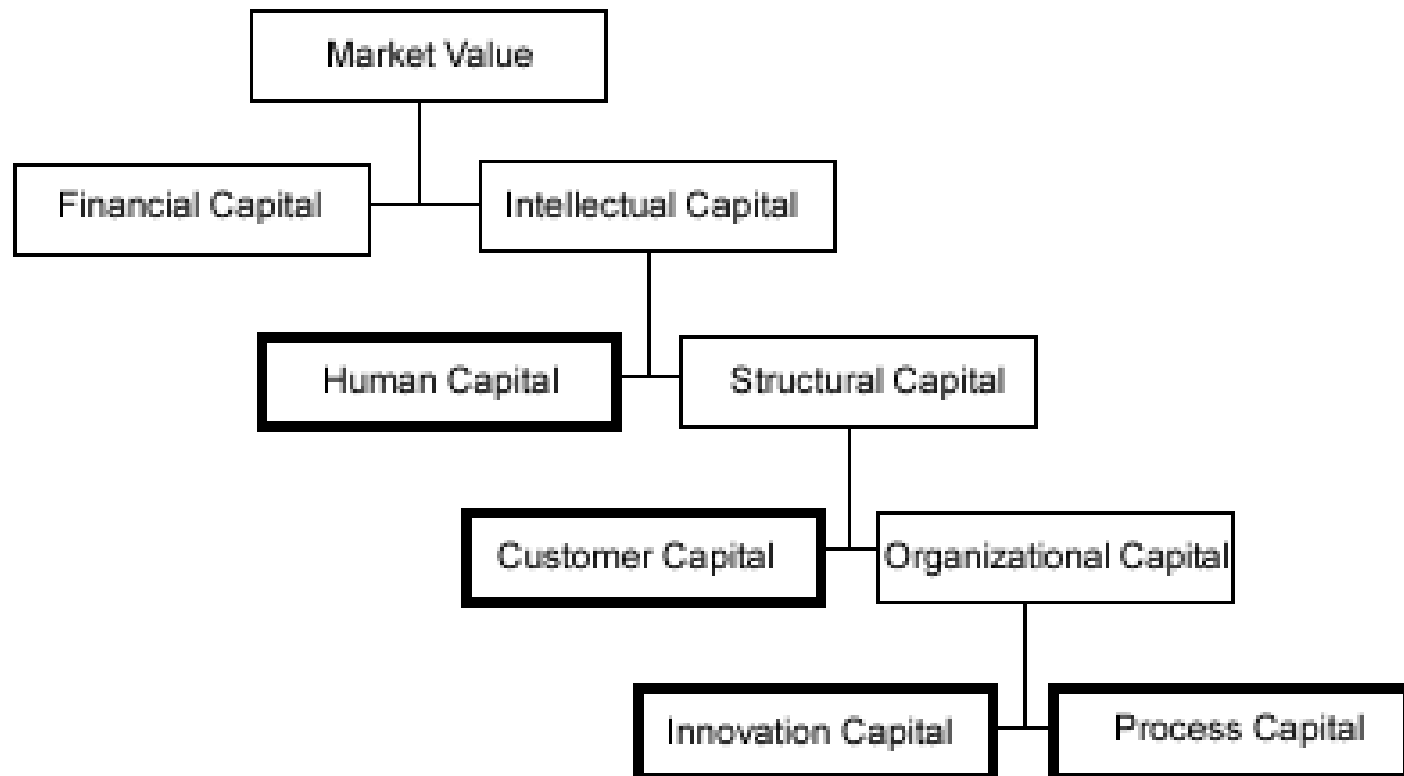 Market Value
Financial Capital
Intellectual Capital
Human Capital
Structural Capital
Customer Capital
Organizational Capital
Innovation Capital
Process Capital